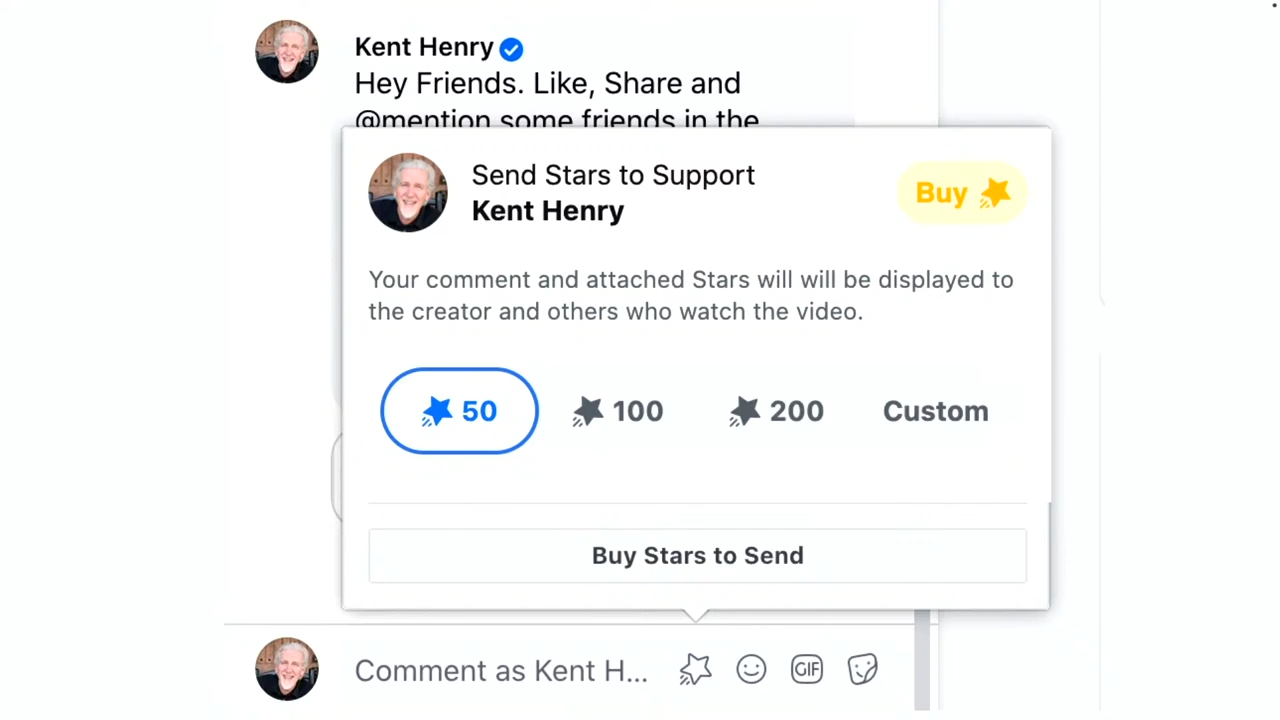 Kent Henry
Hey Friends. Like, Share and
@mention some friends in the
Send Stars to Support
Kent Henry
Buy
Your comment and attached Stars will will be displayed to
the creator and others who watch the video.
50 100 200 Custom
Buy Stars to Send
Comment as Kent H... GIF